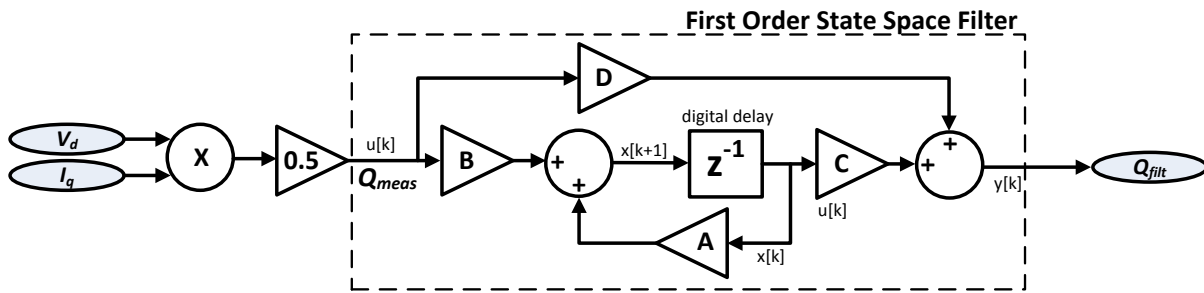 First Order State Space Filter
D
V_d
I_q
X
0.5
u[k]
Q_meas
B
+
+
x[k+1]
digital delay
z^-1
C
u[k]
A
x[k]
+
+
y[k]
Q_filt